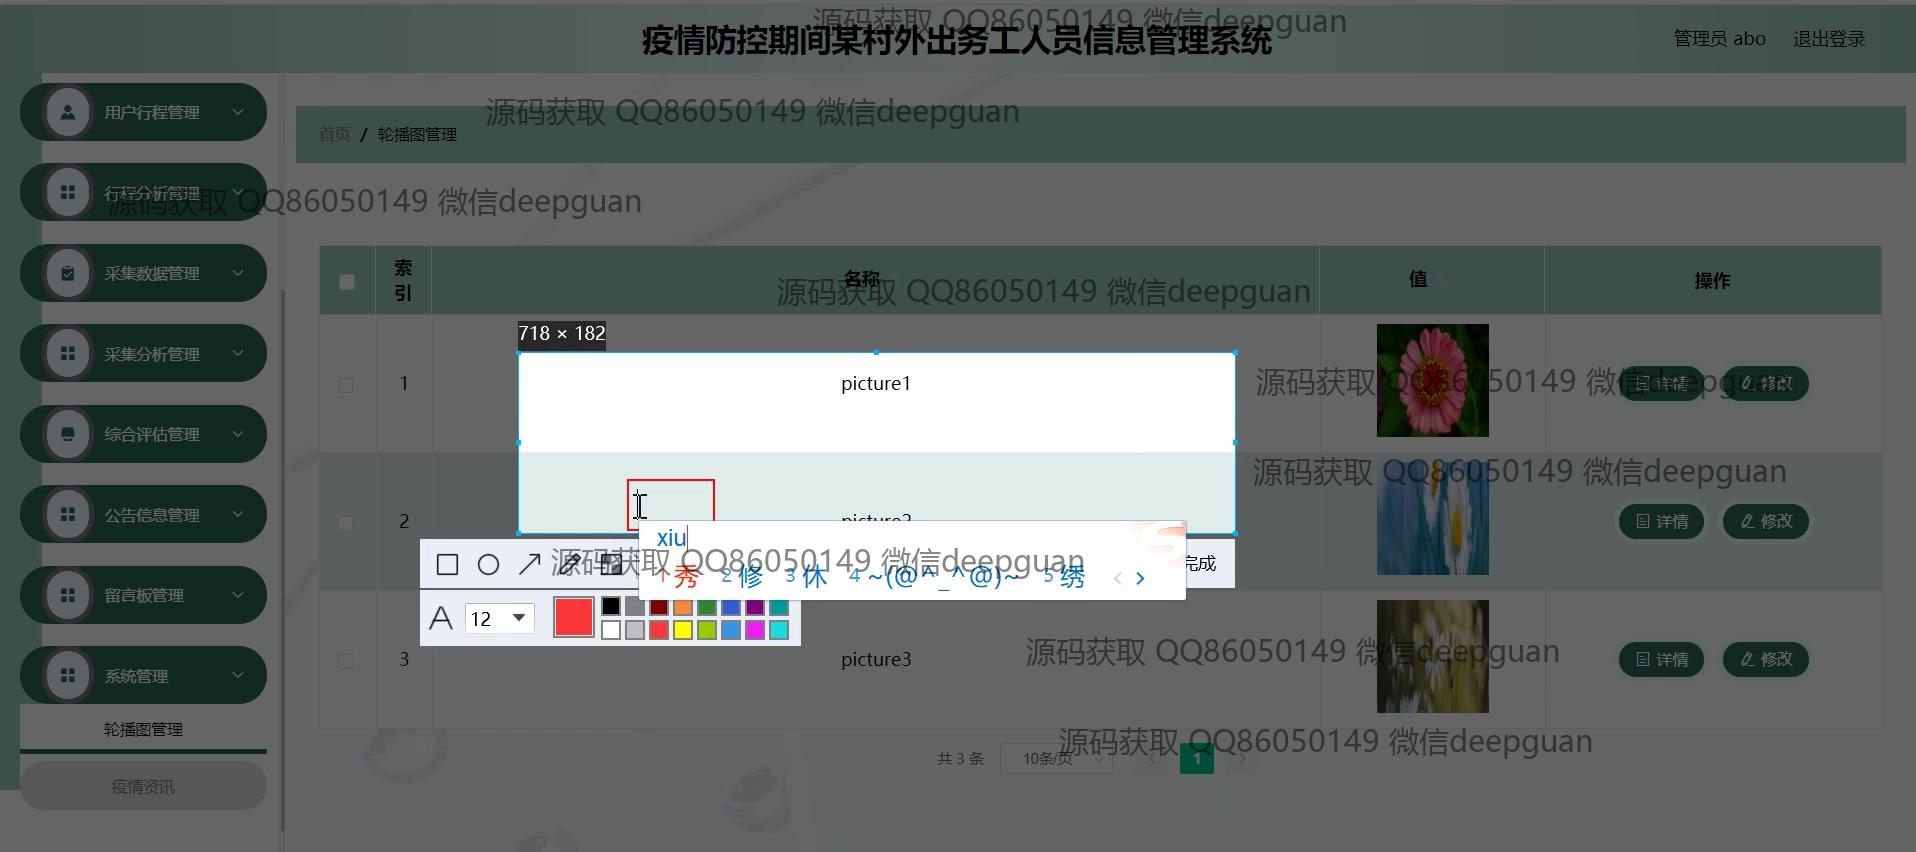 源码获取 QQ86050149 微信deepguan
疫情防控期间某村外出务工人员信息管理系统
管理员 abo
退出登录
用户行程管理
源码获取 QQ86050149 微信deepguan
首页 / 轮播图管理
行程分析管理
源码获取 QQ86050149 微信deepguan
采集数据管理
索引
名称
值
操作
源码获取 QQ86050149 微信deepguan
718 × 182
采集分析管理
1
picture1
源码获取 QQ86050149 微信deepguan
详情
修改
综合评估管理
源码获取 QQ86050149 微信deepguan
公告信息管理
2
picture2
详情
修改
xiu
源码获取 QQ86050149 微信deepguan
完成
1 秀 2 修 3 休 4 ~(@^_^@)~ 5 绣
留言板管理
A 12
3
picture3
源码获取 QQ86050149 微信deepguan
详情
修改
系统管理
轮播图管理
源码获取 QQ86050149 微信deepguan
共 3 条
10条/页
1
疫情资讯